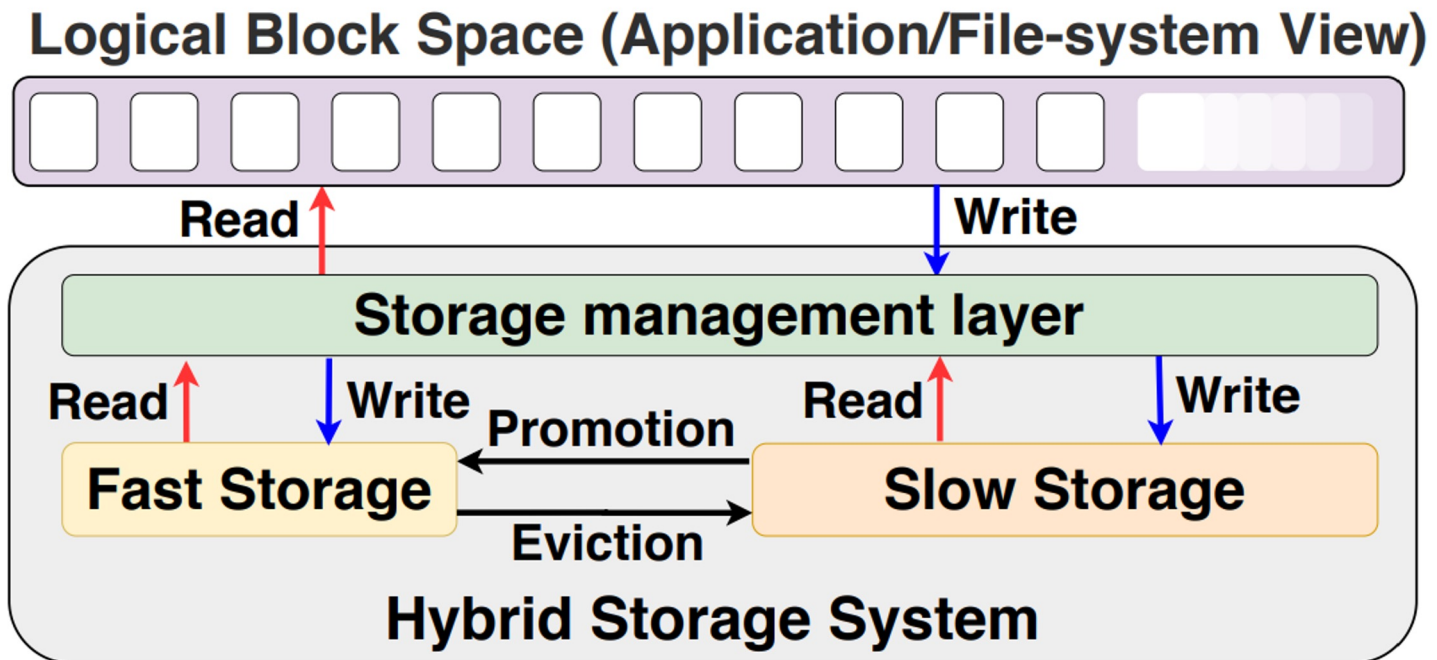 Logical Block Space (Application/File-system View)
Read
Write
Storage management layer
Read
Write
Promotion
Read
Write
Fast Storage
Slow Storage
Eviction
Hybrid Storage System